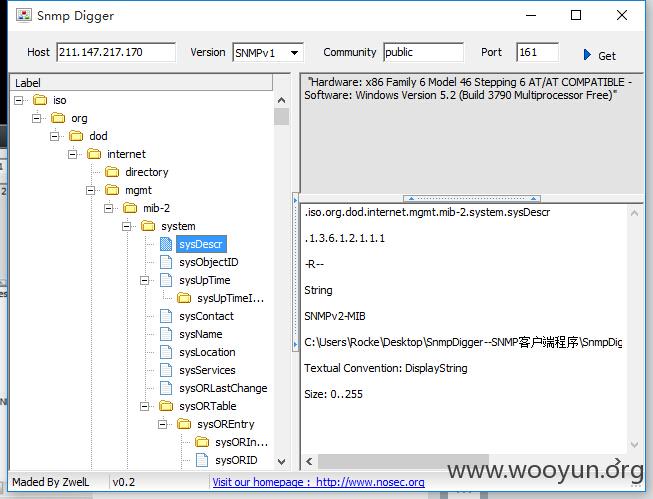 Snmp Digger
Host 211.147.217.170 Version SNMPv1 Community public Port 161 Get
Label
iso
org
dod
internet
directory
mgmt
mib-2
system
sysDescr
sysObjectID
sysUpTime
sysUpTimeI...
sysContact
sysName
sysLocation
sysServices
sysORLastChange
sysORTable
sysOREntry
sysORIn...
sysORID
"Hardware: x86 Family 6 Model 46 Stepping 6 AT/AT COMPATIBLE -
Software: Windows Version 5.2 (Build 3790 Multiprocessor Free)"
.iso.org.dod.internet.mgmt.mib-2.system.sysDescr
.1.3.6.1.2.1.1.1
-R--
String
SNMPv2-MIB
C:\Users\Rocke\Desktop\SnmpDigger--SNMP客户端程序\SnmpDig
Textual Convention: DisplayString
Size: 0..255
Maded By ZwelL v0.2 Visit our homepage : http://www.nosec.org
www.wooyun.org